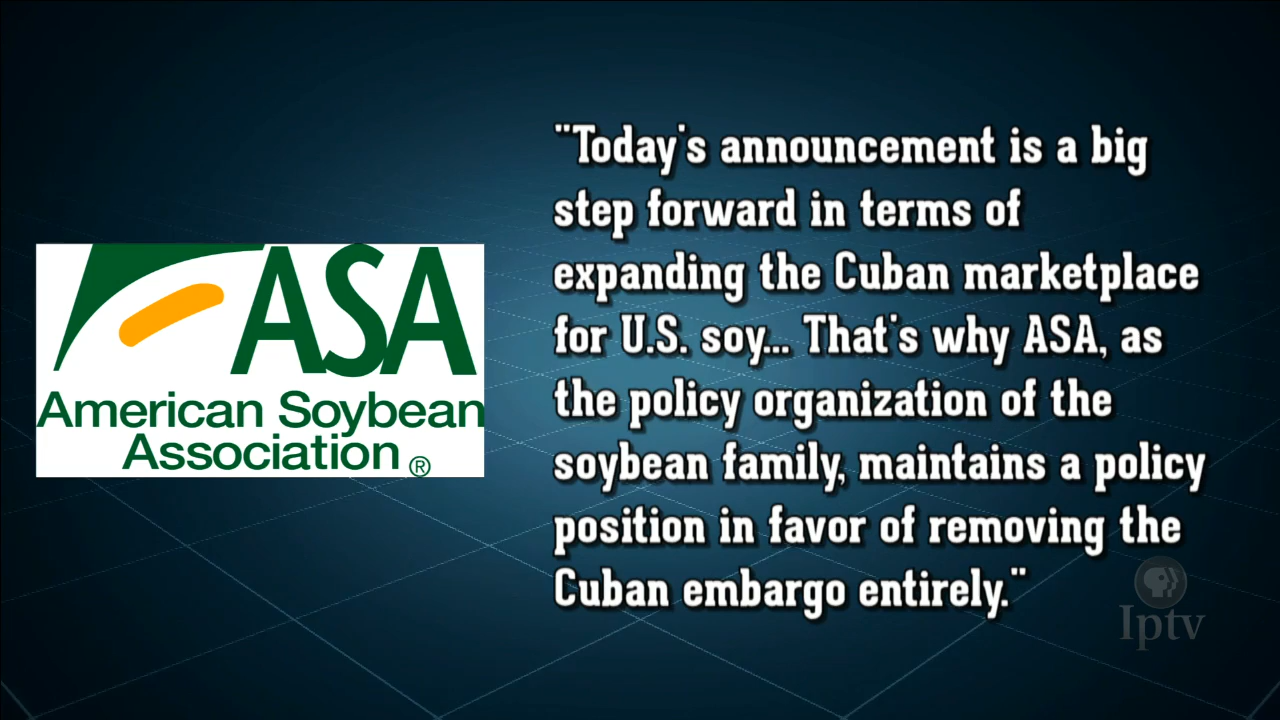 ASA
American Soybean
Association ®
"Today's announcement is a big
step forward in terms of
expanding the Cuban marketplace
for U.S. soy... That's why ASA, as
the policy organization of the
soybean family, maintains a policy
position in favor of removing the
Cuban embargo entirely."
Iptv